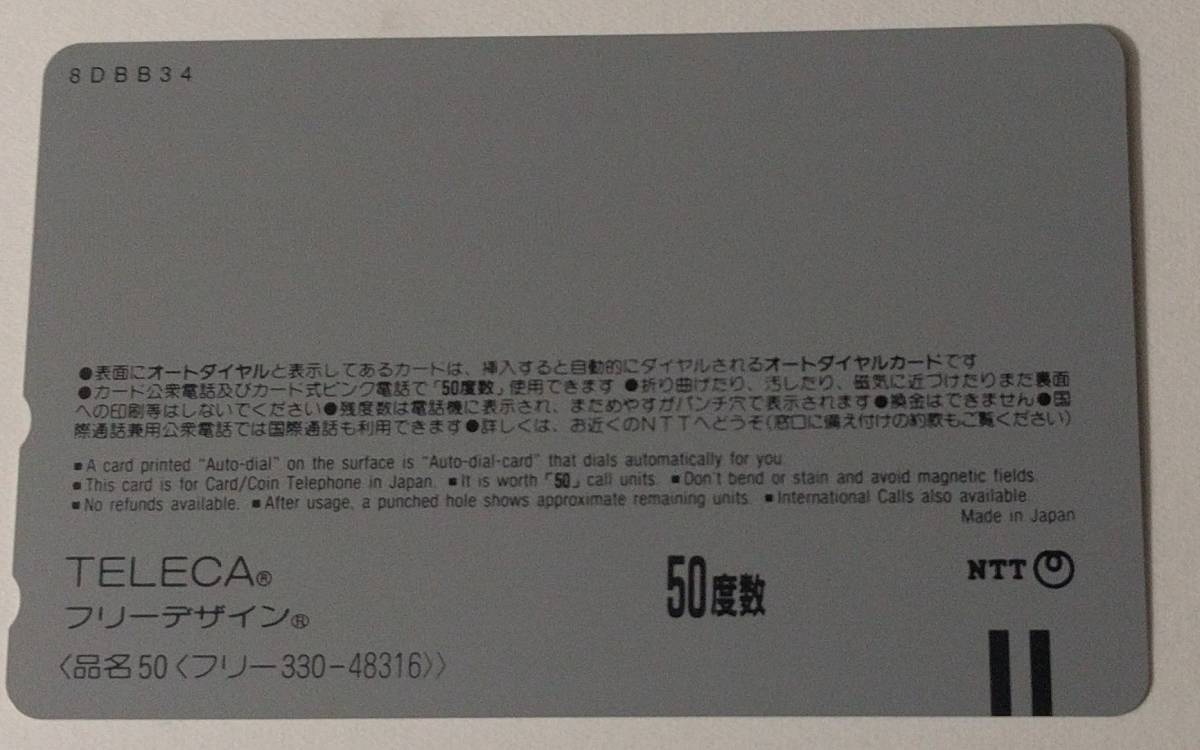 8DBB34
●表面にオートダイヤルと表示してあるカードは、挿入すると自動的にダイヤルされるオートダイヤルカードです
●カード公衆電話及びカード式ピンク電話で「50度数」使用できます ●折り曲げたり、汚したり、磁気に近づけたりまた裏面
への印刷等はしないでください●残度数は電話機に表示され、まためやすがパンチ穴で表示されます●換金はできません●国
際通話兼用公衆電話では国際通話も利用できます●詳しくは、お近くのNTTへどうぞ(窓口に備え付けの約款もご覧ください)
■A card printed "Auto-dial" on the surface is "Auto-dial-card" that dials automatically for you
■This card is for Card/Coin Telephone in Japan. ■It is worth「50」call units. ■Don't bend or stain and avoid magnetic fields.
■No refunds available. ■After usage, a punched hole shows approximate remaining units. ■International Calls also available.
Made in Japan
TELECA®
フリーデザイン®
50度数
NTT
〈品名50〈フリー330-48316〉〉